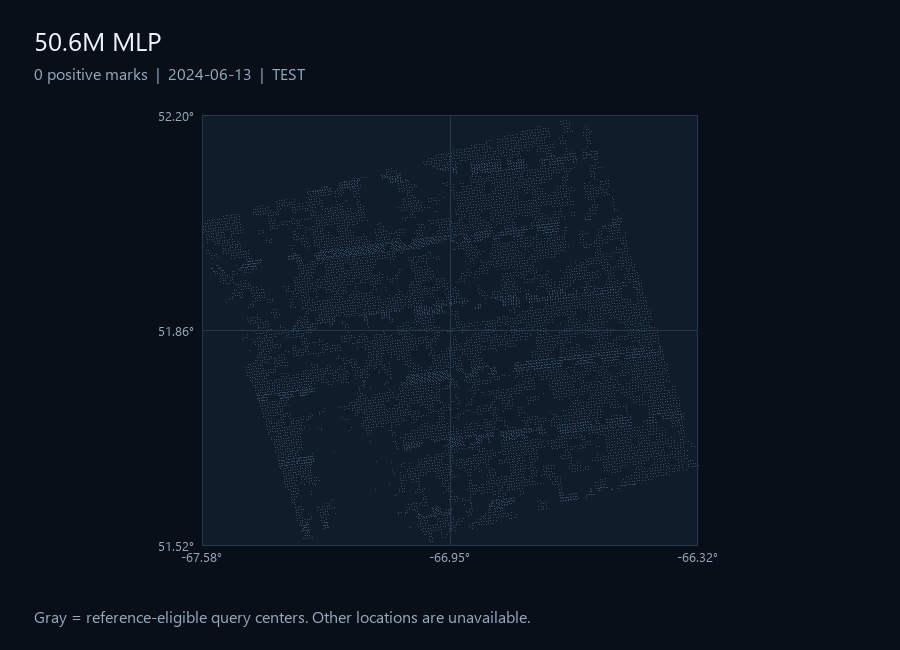 50.6M MLP
0 positive marks | 2024-06-13 | TEST
52.20°
51.86°
51.52°
-67.58° -66.95° -66.32°
Gray = reference-eligible query centers. Other locations are unavailable.